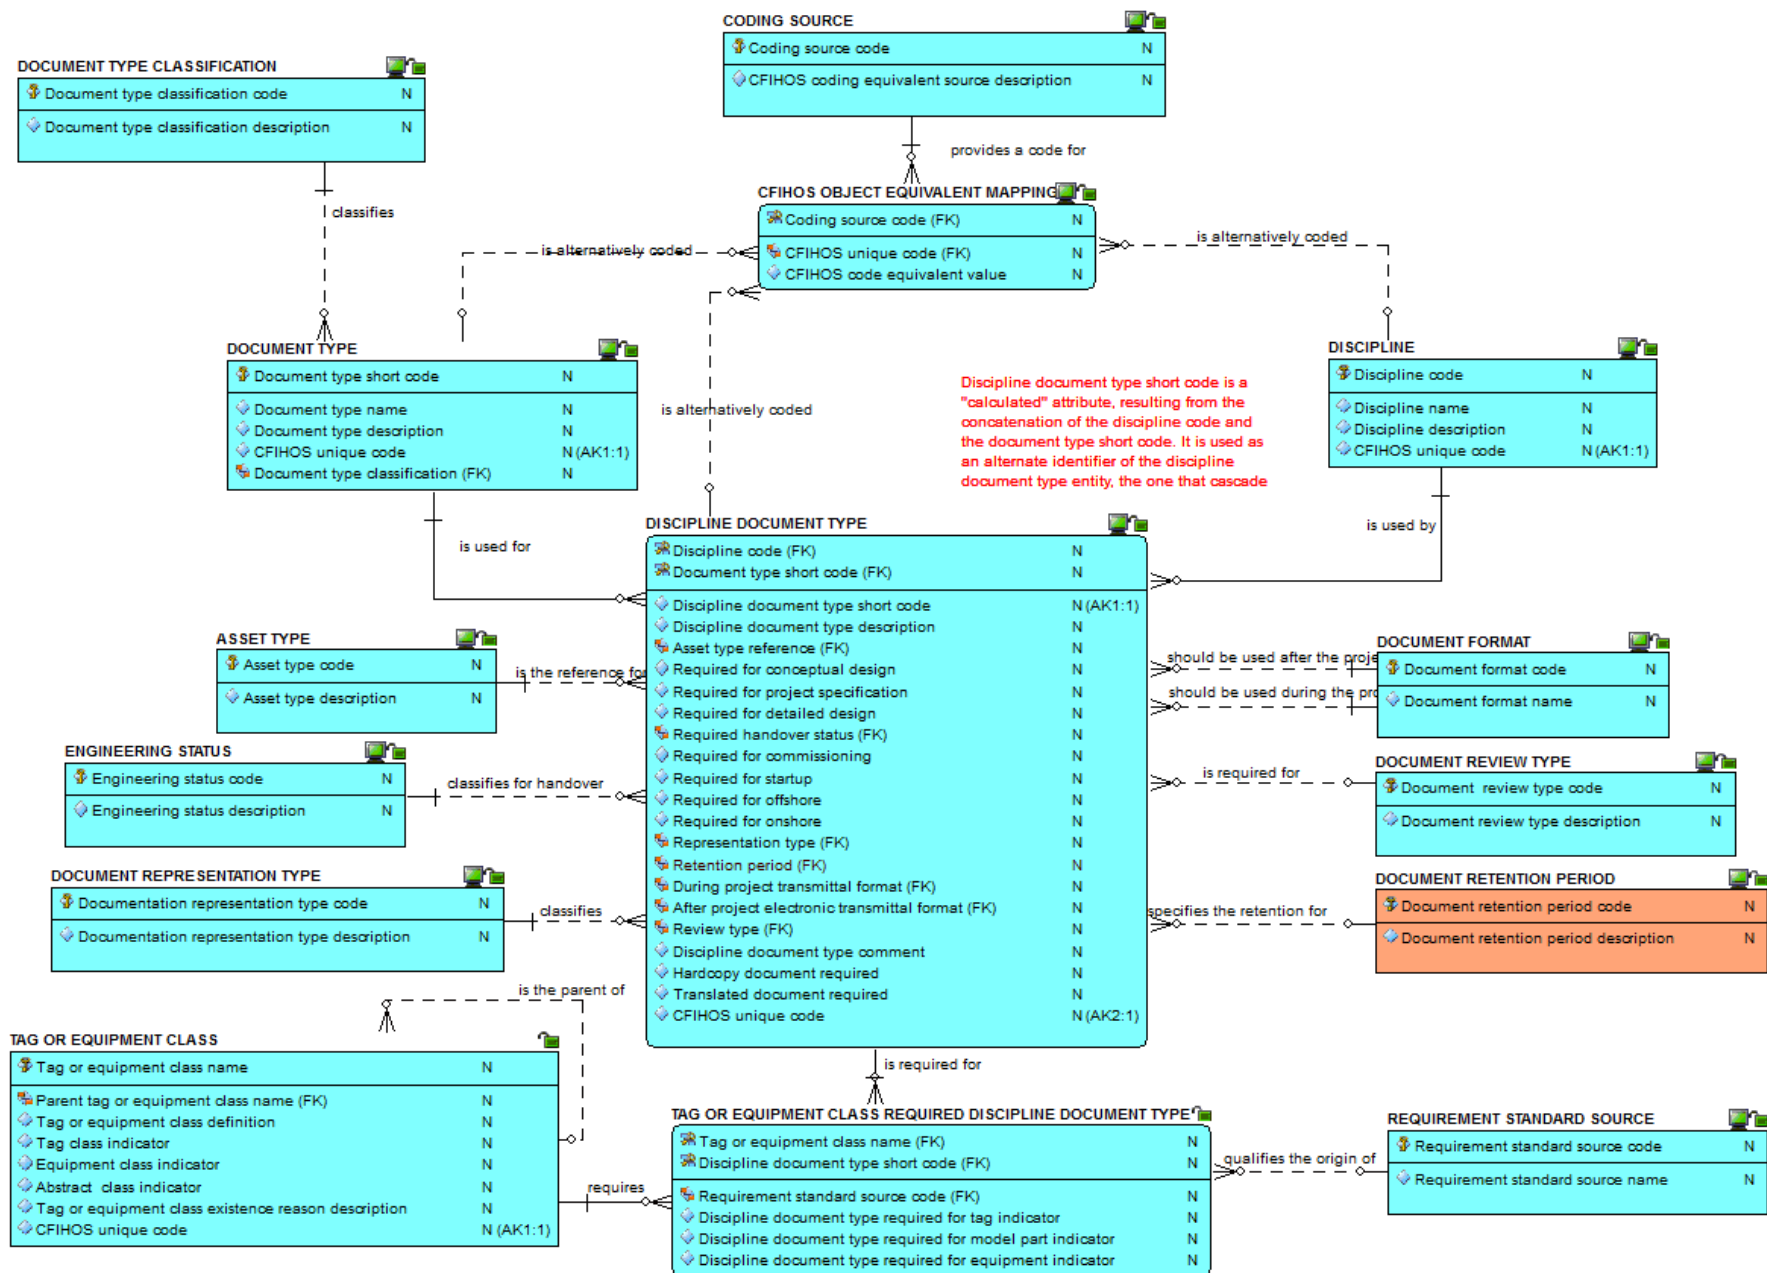 CODING SOURCE
Coding source code N
CFIHOS coding equivalent source description N
DOCUMENT TYPE CLASSIFICATION
Document type classification code N
Document type classification description N
provides a code for
classifies
CFIHOS OBJECT EQUIVALENT MAPPING
Coding source code (FK) N
CFIHOS unique code (FK) N
CFIHOS code equivalent value N
is alternatively coded
is alternatively coded
is alternatively coded
DOCUMENT TYPE
Document type short code N
Document type name N
Document type description N
CFIHOS unique code N (AK1:1)
Document type classification (FK) N
Discipline document type short code is a
"calculated" attribute, resulting from the
concatenation of the discipline code and
the document type short code. It is used as
an alternate identifier of the discipline
document type entity, the one that cascade
DISCIPLINE
Discipline code N
Discipline name N
Discipline description N
CFIHOS unique code N (AK1:1)
is used for
is used by
DISCIPLINE DOCUMENT TYPE
Discipline code (FK) N
Document type short code (FK) N
Discipline document type short code N (AK1:1)
Discipline document type description N
Asset type reference (FK) N
Required for conceptual design N
Required for project specification N
Required for detailed design N
Required handover status (FK) N
Required for commissioning N
Required for startup N
Required for offshore N
Required for onshore N
Representation type (FK) N
Retention period (FK) N
During project transmittal format (FK) N
After project electronic transmittal format (FK) N
Review type (FK) N
Discipline document type comment N
Hardcopy document required N
Translated document required N
CFIHOS unique code N (AK2:1)
ASSET TYPE
Asset type code N
Asset type description N
is the reference for
ENGINEERING STATUS
Engineering status code N
Engineering status description N
classifies for handover
DOCUMENT REPRESENTATION TYPE
Documentation representation type code N
Documentation representation type description N
classifies
should be used after the proje
should be used during the pro
DOCUMENT FORMAT
Document format code N
Document format name N
is required for
DOCUMENT REVIEW TYPE
Document review type code N
Document review type description N
specifies the retention for
DOCUMENT RETENTION PERIOD
Document retention period code N
Document retention period description N
is the parent of
TAG OR EQUIPMENT CLASS
Tag or equipment class name N
Parent tag or equipment class name (FK) N
Tag or equipment class definition N
Tag class indicator N
Equipment class indicator N
Abstract class indicator N
Tag or equipment class existence reason description N
CFIHOS unique code N (AK1:1)
requires
is required for
TAG OR EQUIPMENT CLASS REQUIRED DISCIPLINE DOCUMENT TYPE
Tag or equipment class name (FK) N
Discipline document type short code (FK) N
Requirement standard source code (FK) N
Discipline document type required for tag indicator N
Discipline document type required for model part indicator N
Discipline document type required for equipment indicator N
qualifies the origin of
REQUIREMENT STANDARD SOURCE
Requirement standard source code N
Requirement standard source name N